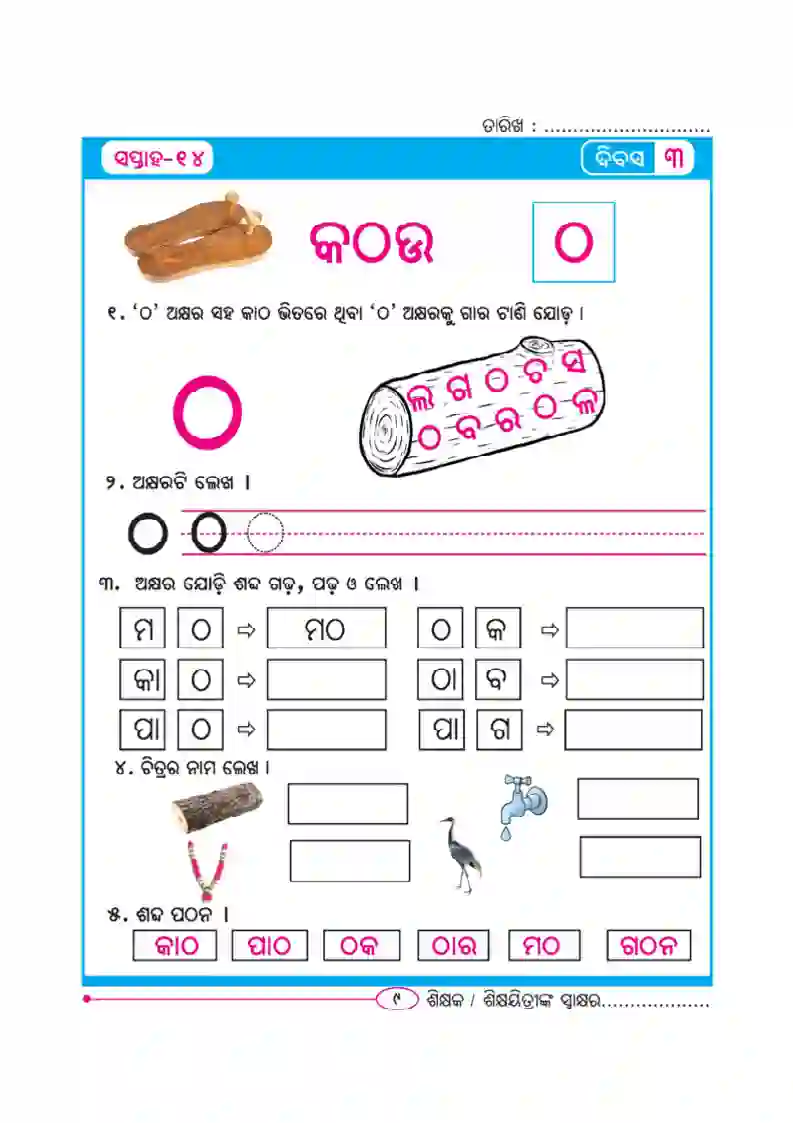 ତାରିଖ : ..............................
ସପ୍ତାହ-୧୪ ଦିବସ ୩
କଠଉ ଠ
୧. ‘ଠ’ ଅକ୍ଷର ସହ କାଠ ଭିତରେ ଥିବା ‘ଠ’ ଅକ୍ଷରକୁ ଗାର ଟାଣି ଯୋଡ଼ ।
ଠ
ଲ ଗ ଠ ଚ ସ
ଠ ବ ର ଠ କ
୨. ଅକ୍ଷରଟି ଲେଖ ।
ଠ ଠ ଠ
୩. ଅକ୍ଷର ଯୋଡ଼ି ଶବ୍ଦ ଗଢ଼, ପଢ଼ ଓ ଲେଖ ।
ମ ଠ ⇨ ମଠ ଠ କ ⇨
କା ଠ ⇨ ଠା ବ ⇨
ପା ଠ ⇨ ପା ଗ ⇨
୪. ଚିତ୍ରର ନାମ ଲେଖ ।
୫. ଶବ୍ଦ ପଠନ ।
କାଠ ପାଠ ଠକ ଠାର ମଠ ଗଠନ
୯ ଶିକ୍ଷକ / ଶିକ୍ଷୟିତ୍ରୀଙ୍କ ସ୍ୱାକ୍ଷର...................